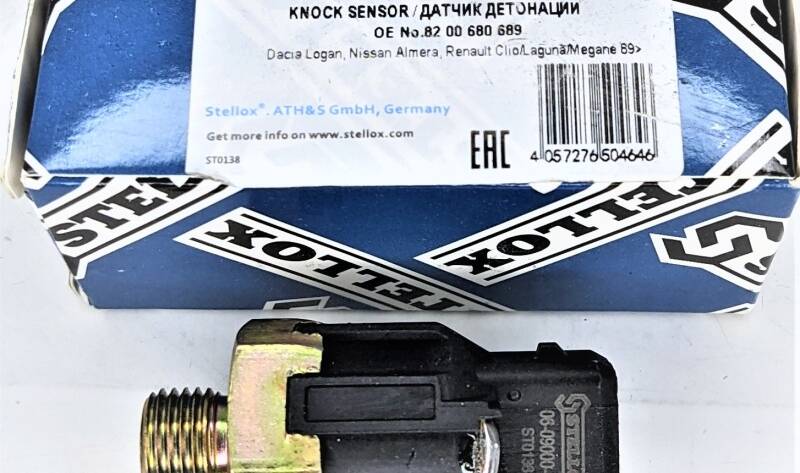 KNOCK SENSOR / ДАТЧИК ДЕТОНАЦИИ
OE No.82 00 680 689
Dacia Logan, Nissan Almera, Renault Clio/Laguna/Megane 89>
Stellox®. ATH&S GmbH, Germany
Get more info on www.stellox.com
ST0138
EAC
4 057276 504646
STELLOX
STELLOX